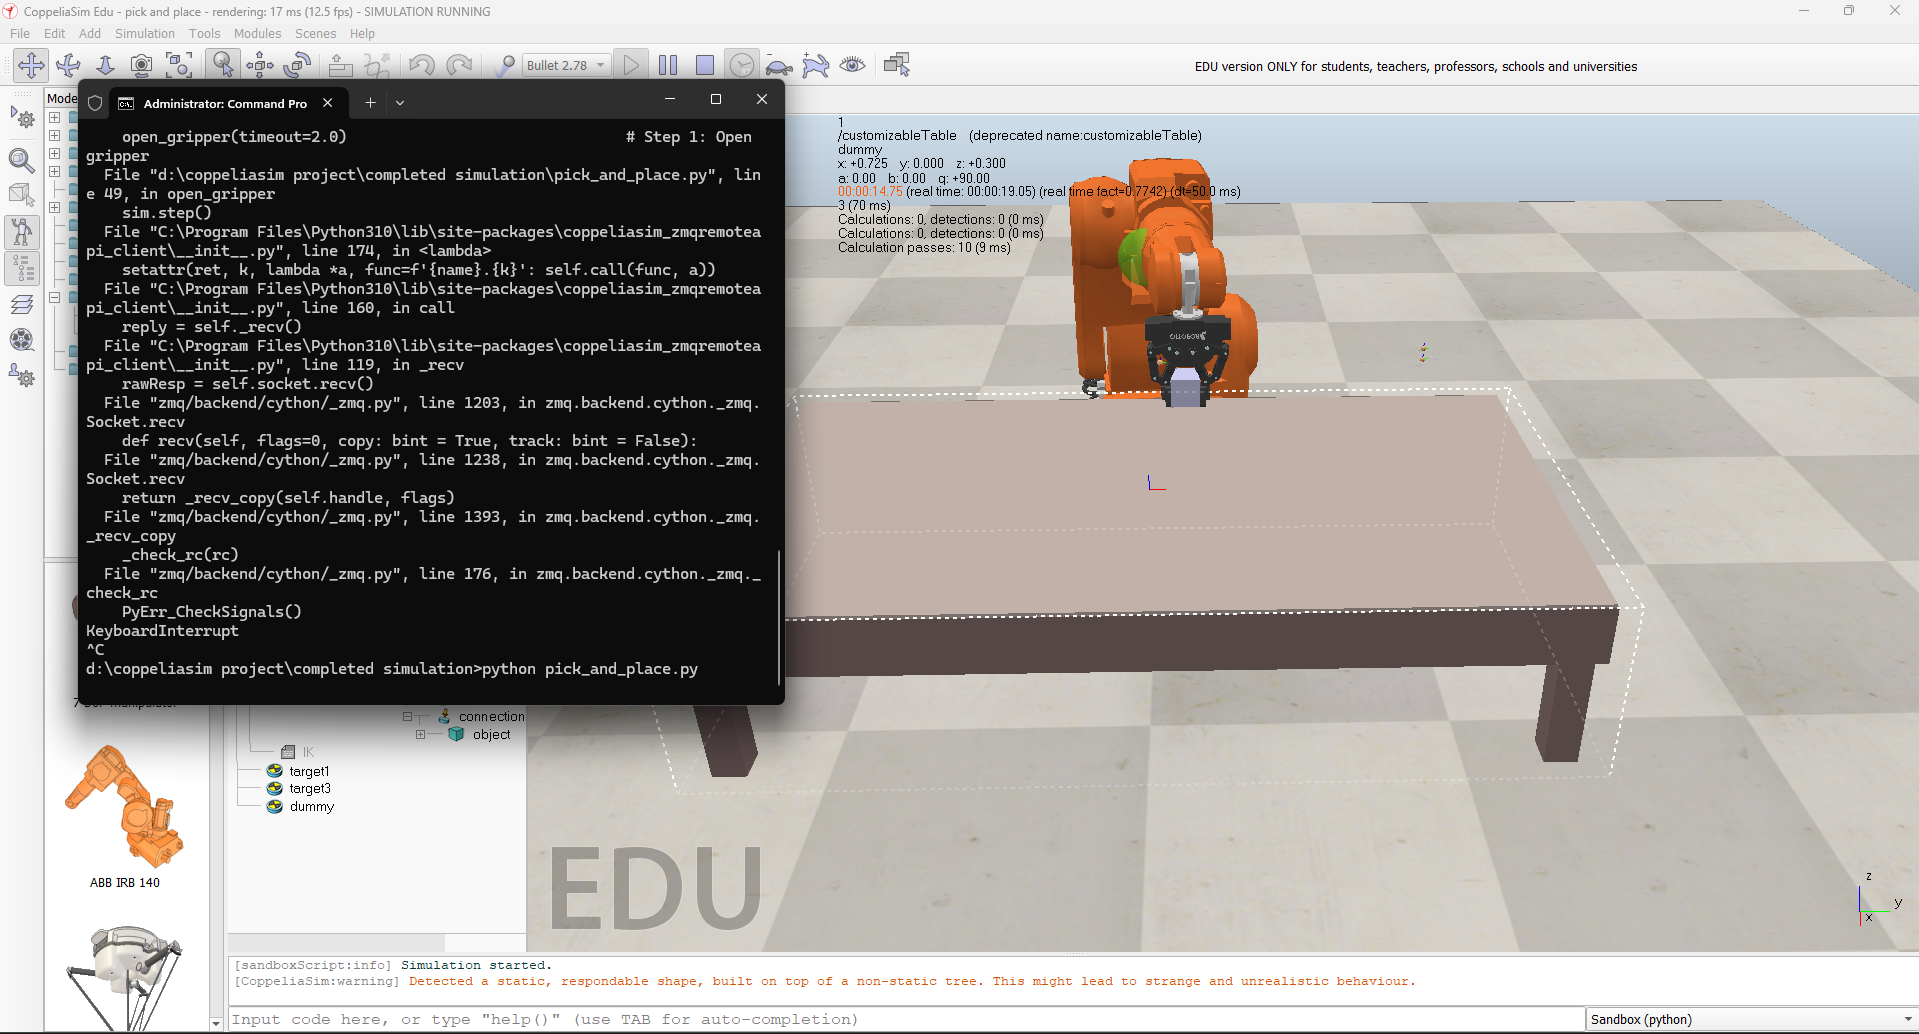 CoppeliaSim Edu - pick and place - rendering: 17 ms (12.5 fps) - SIMULATION RUNNING
File Edit Add Simulation Tools Modules Scenes Help
Bullet 2.78
EDU version ONLY for students, teachers, professors, schools and universities
Mode
Administrator: Command Pro
open_gripper(timeout=2.0) # Step 1: Open
gripper
File "d:\coppeliasim project\completed simulation\pick_and_place.py", lin
e 49, in open_gripper
sim.step()
File "C:\Program Files\Python310\lib\site-packages\coppeliasim_zmqremotea
pi_client\__init__.py", line 174, in <lambda>
setattr(ret, k, lambda *a, func=f'{name}.{k}': self.call(func, a))
File "C:\Program Files\Python310\lib\site-packages\coppeliasim_zmqremotea
pi_client\__init__.py", line 160, in call
reply = self._recv()
File "C:\Program Files\Python310\lib\site-packages\coppeliasim_zmqremotea
pi_client\__init__.py", line 119, in _recv
rawResp = self.socket.recv()
File "zmq/backend/cython/_zmq.py", line 1203, in zmq.backend.cython._zmq.
Socket.recv
def recv(self, flags=0, copy: bint = True, track: bint = False):
File "zmq/backend/cython/_zmq.py", line 1238, in zmq.backend.cython._zmq.
Socket.recv
return _recv_copy(self.handle, flags)
File "zmq/backend/cython/_zmq.py", line 1393, in zmq.backend.cython._zmq.
_recv_copy
_check_rc(rc)
File "zmq/backend/cython/_zmq.py", line 176, in zmq.backend.cython._zmq._
check_rc
PyErr_CheckSignals()
KeyboardInterrupt
^C
d:\coppeliasim project\completed simulation>python pick_and_place.py
1
/customizableTable (deprecated name:customizableTable)
dummy
x: +0.725 y: 0.000 z: +0.300
a: 0.00 b: 0.00 g: +90.00
00:00:14.75 (real time: 00:00:19.05) (real time fact=0.7742) (dt=50.0 ms)
3 (70 ms)
Calculations: 0, detections: 0 (0 ms)
Calculations: 0, detections: 0 (0 ms)
Calculation passes: 10 (9 ms)
connection
object
IK
target1
target3
dummy
ABB IRB 140
EDU
z
y
x
[sandboxScript:info] Simulation started.
[CoppeliaSim:warning] Detected a static, respondable shape, built on top of a non-static tree. This might lead to strange and unrealistic behaviour.
Input code here, or type "help()" (use TAB for auto-completion)
Sandbox (python)